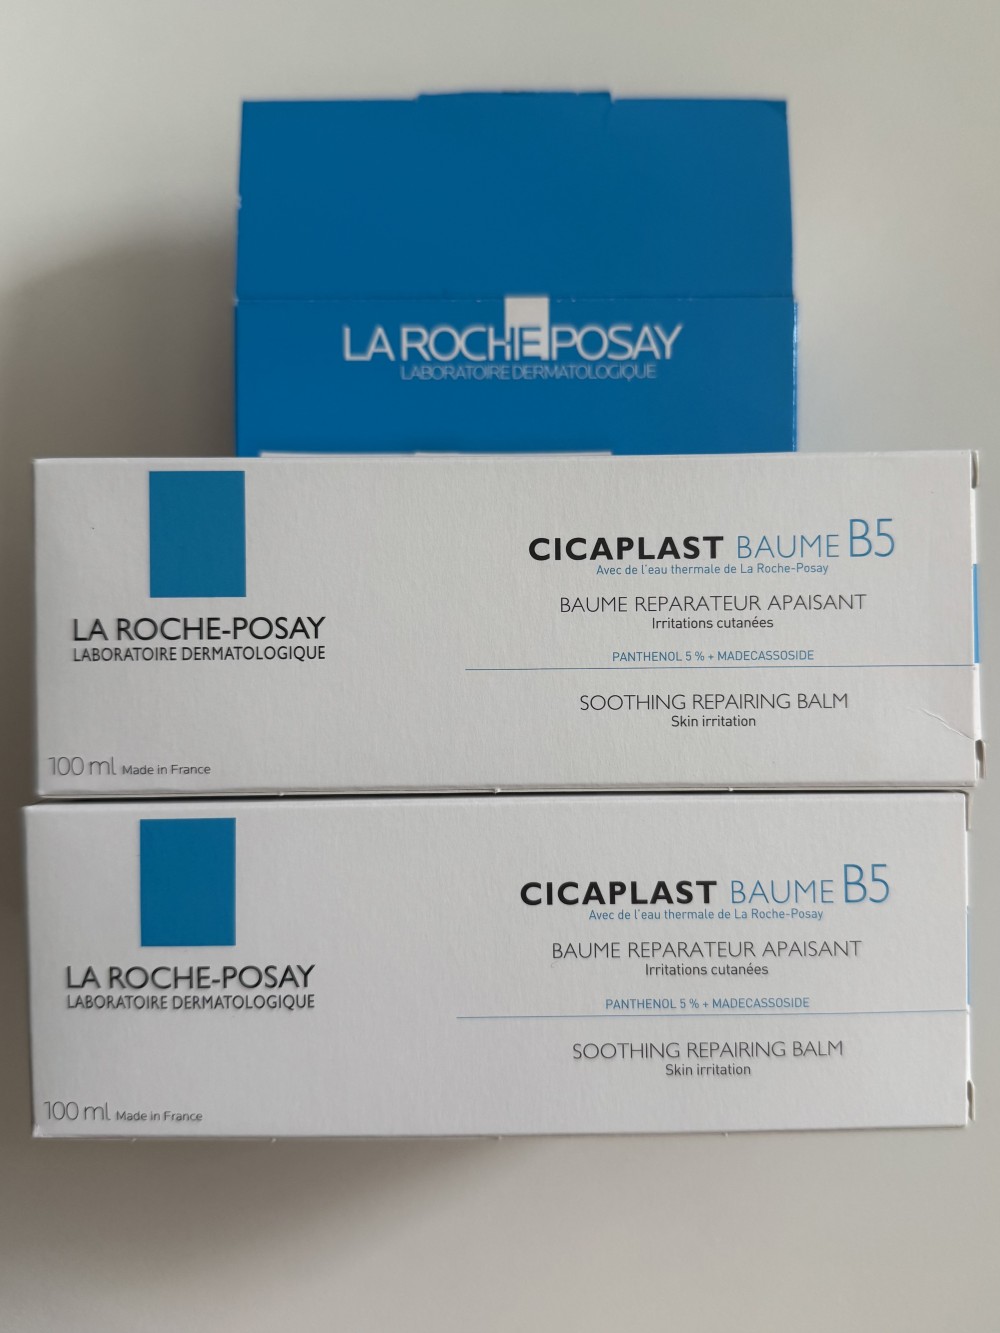 LA ROCHE POSAY
LABORATOIRE DERMATOLOGIQUE
LA ROCHE-POSAY
LABORATOIRE DERMATOLOGIQUE
100 ml Made in France
CICAPLAST BAUME B5
Avec de l'eau thermale de La Roche-Posay
BAUME REPARATEUR APAISANT
Irritations cutanées
PANTHENOL 5 % + MADECASSOSIDE
SOOTHING REPAIRING BALM
Skin irritation
LA ROCHE-POSAY
LABORATOIRE DERMATOLOGIQUE
100 ml Made in France
CICAPLAST BAUME B5
Avec de l'eau thermale de La Roche-Posay
BAUME REPARATEUR APAISANT
Irritations cutanées
PANTHENOL 5 % + MADECASSOSIDE
SOOTHING REPAIRING BALM
Skin irritation